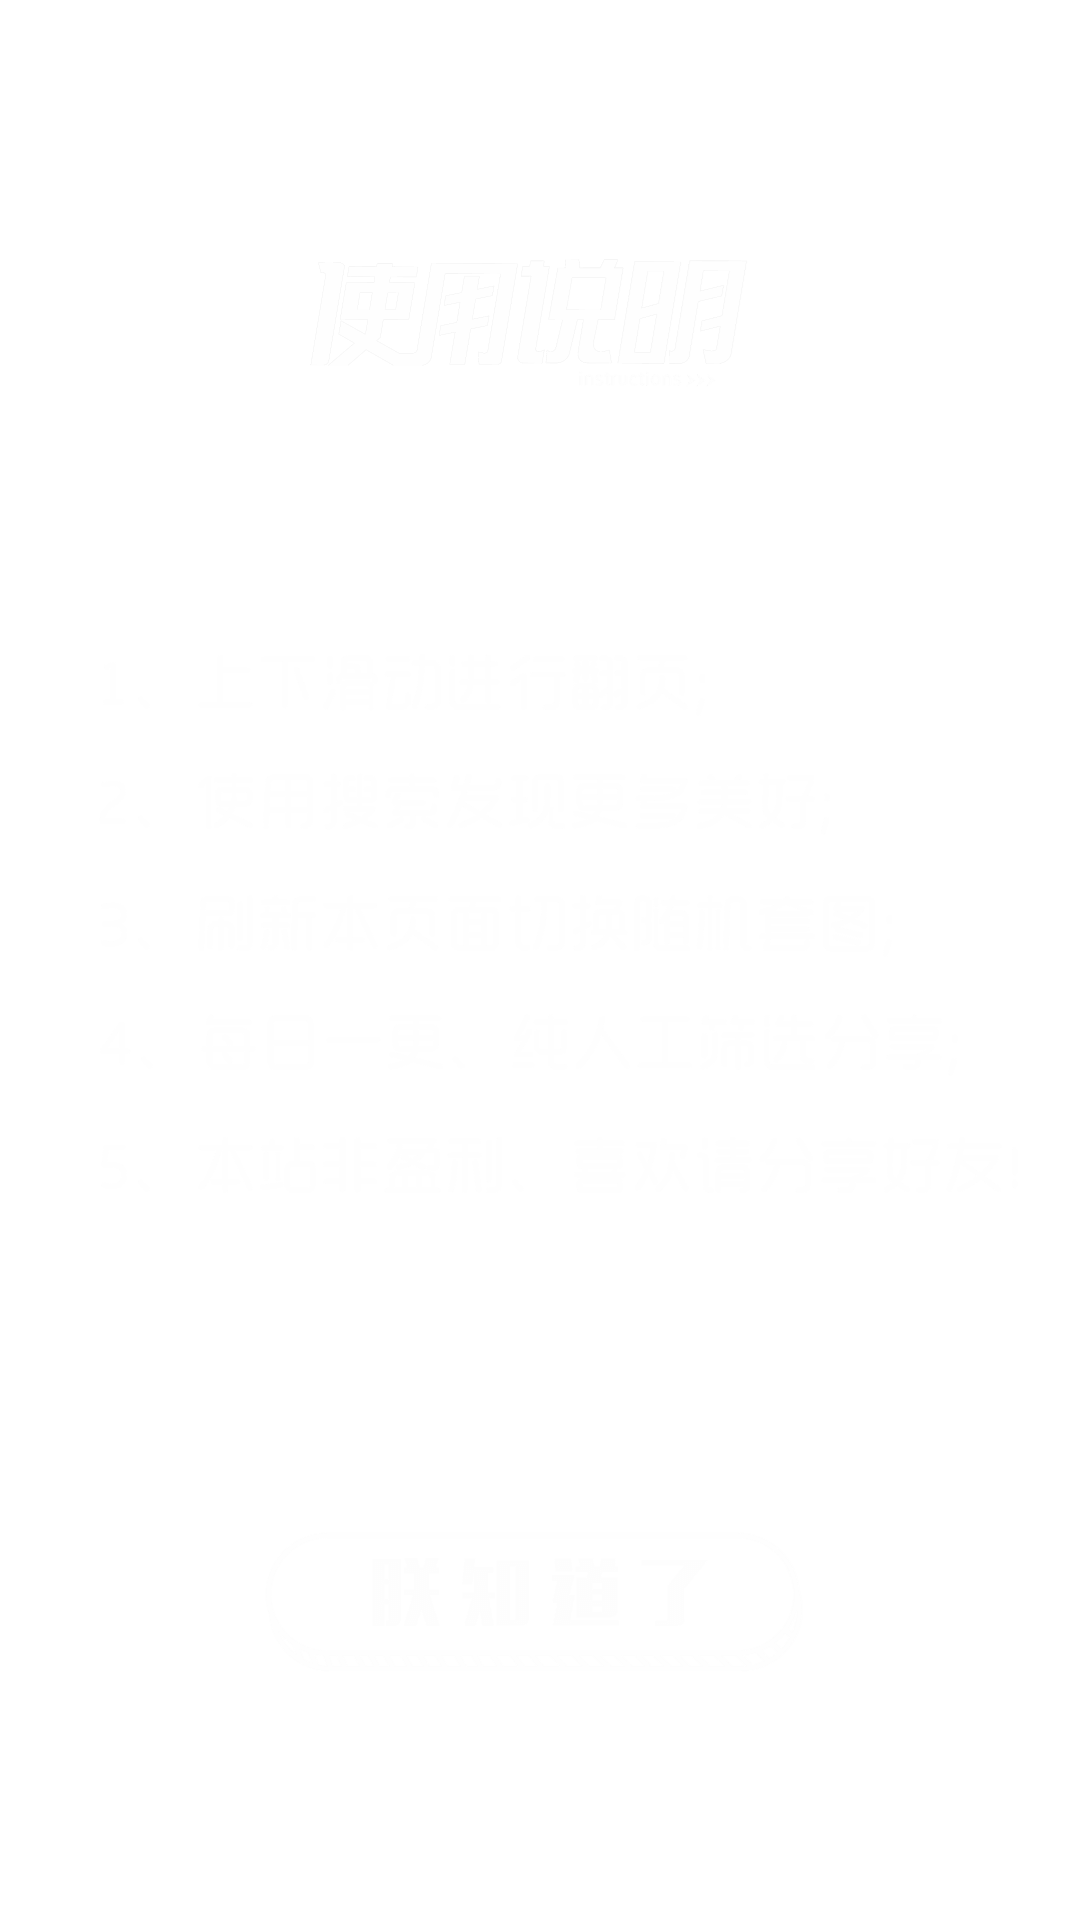 使用说明
1. 上下滑动进行翻页;
2. 使用搜索发现更多美好;
3. 刷新本页面切换随机首图;
4. 每日一更，纯人工筛选分享;
5. 本站非盈利，喜欢请分享好友!
朕知道了